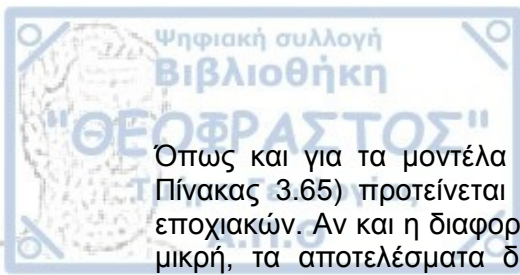 Ψηφιακή συλλογή
Βιβλιοθήκη
"ΘΕΟΦΡΑΣΤΟΣ"
Όπως και για τα μοντέλα
Πίνακας 3.65) προτείνεται
εποχιακών. Αν και η διαφορ
Α.Π.Θ
μικρή, τα αποτελέσματα δ